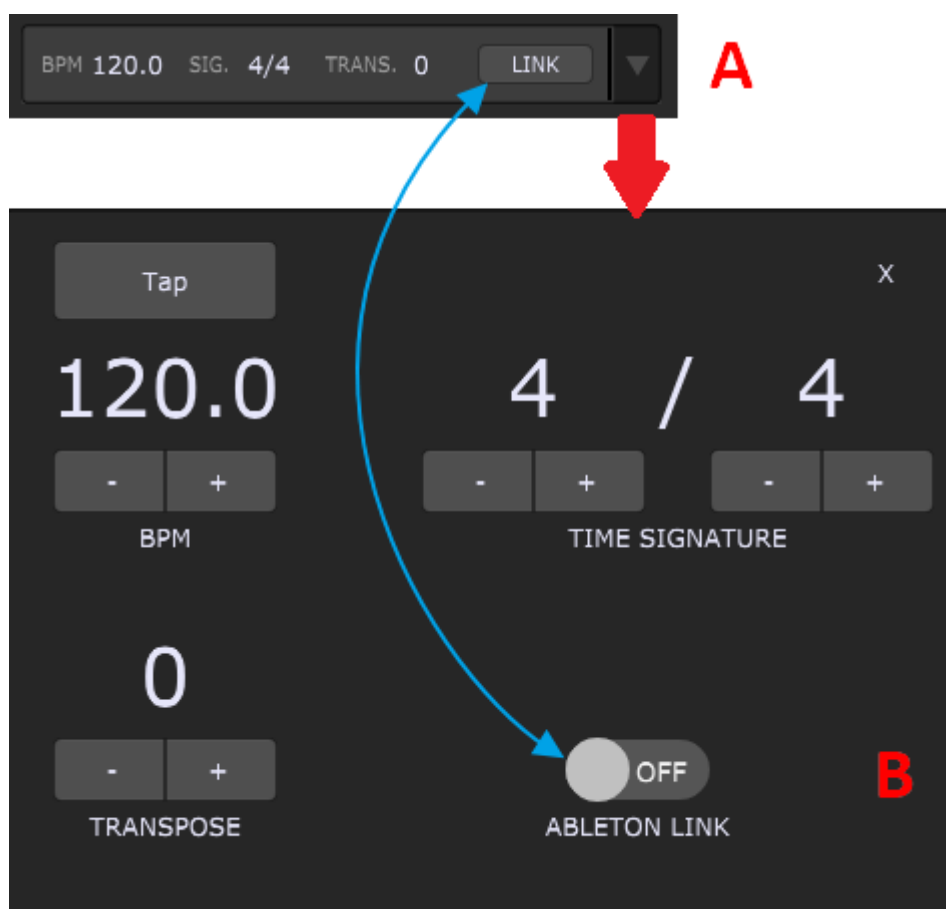 BPM 120.0 SIG. 4/4 TRANS. 0 LINK A
Tap X
120.0 4 / 4
- + - + - +
BPM TIME SIGNATURE
0
- + OFF B
TRANSPOSE ABLETON LINK